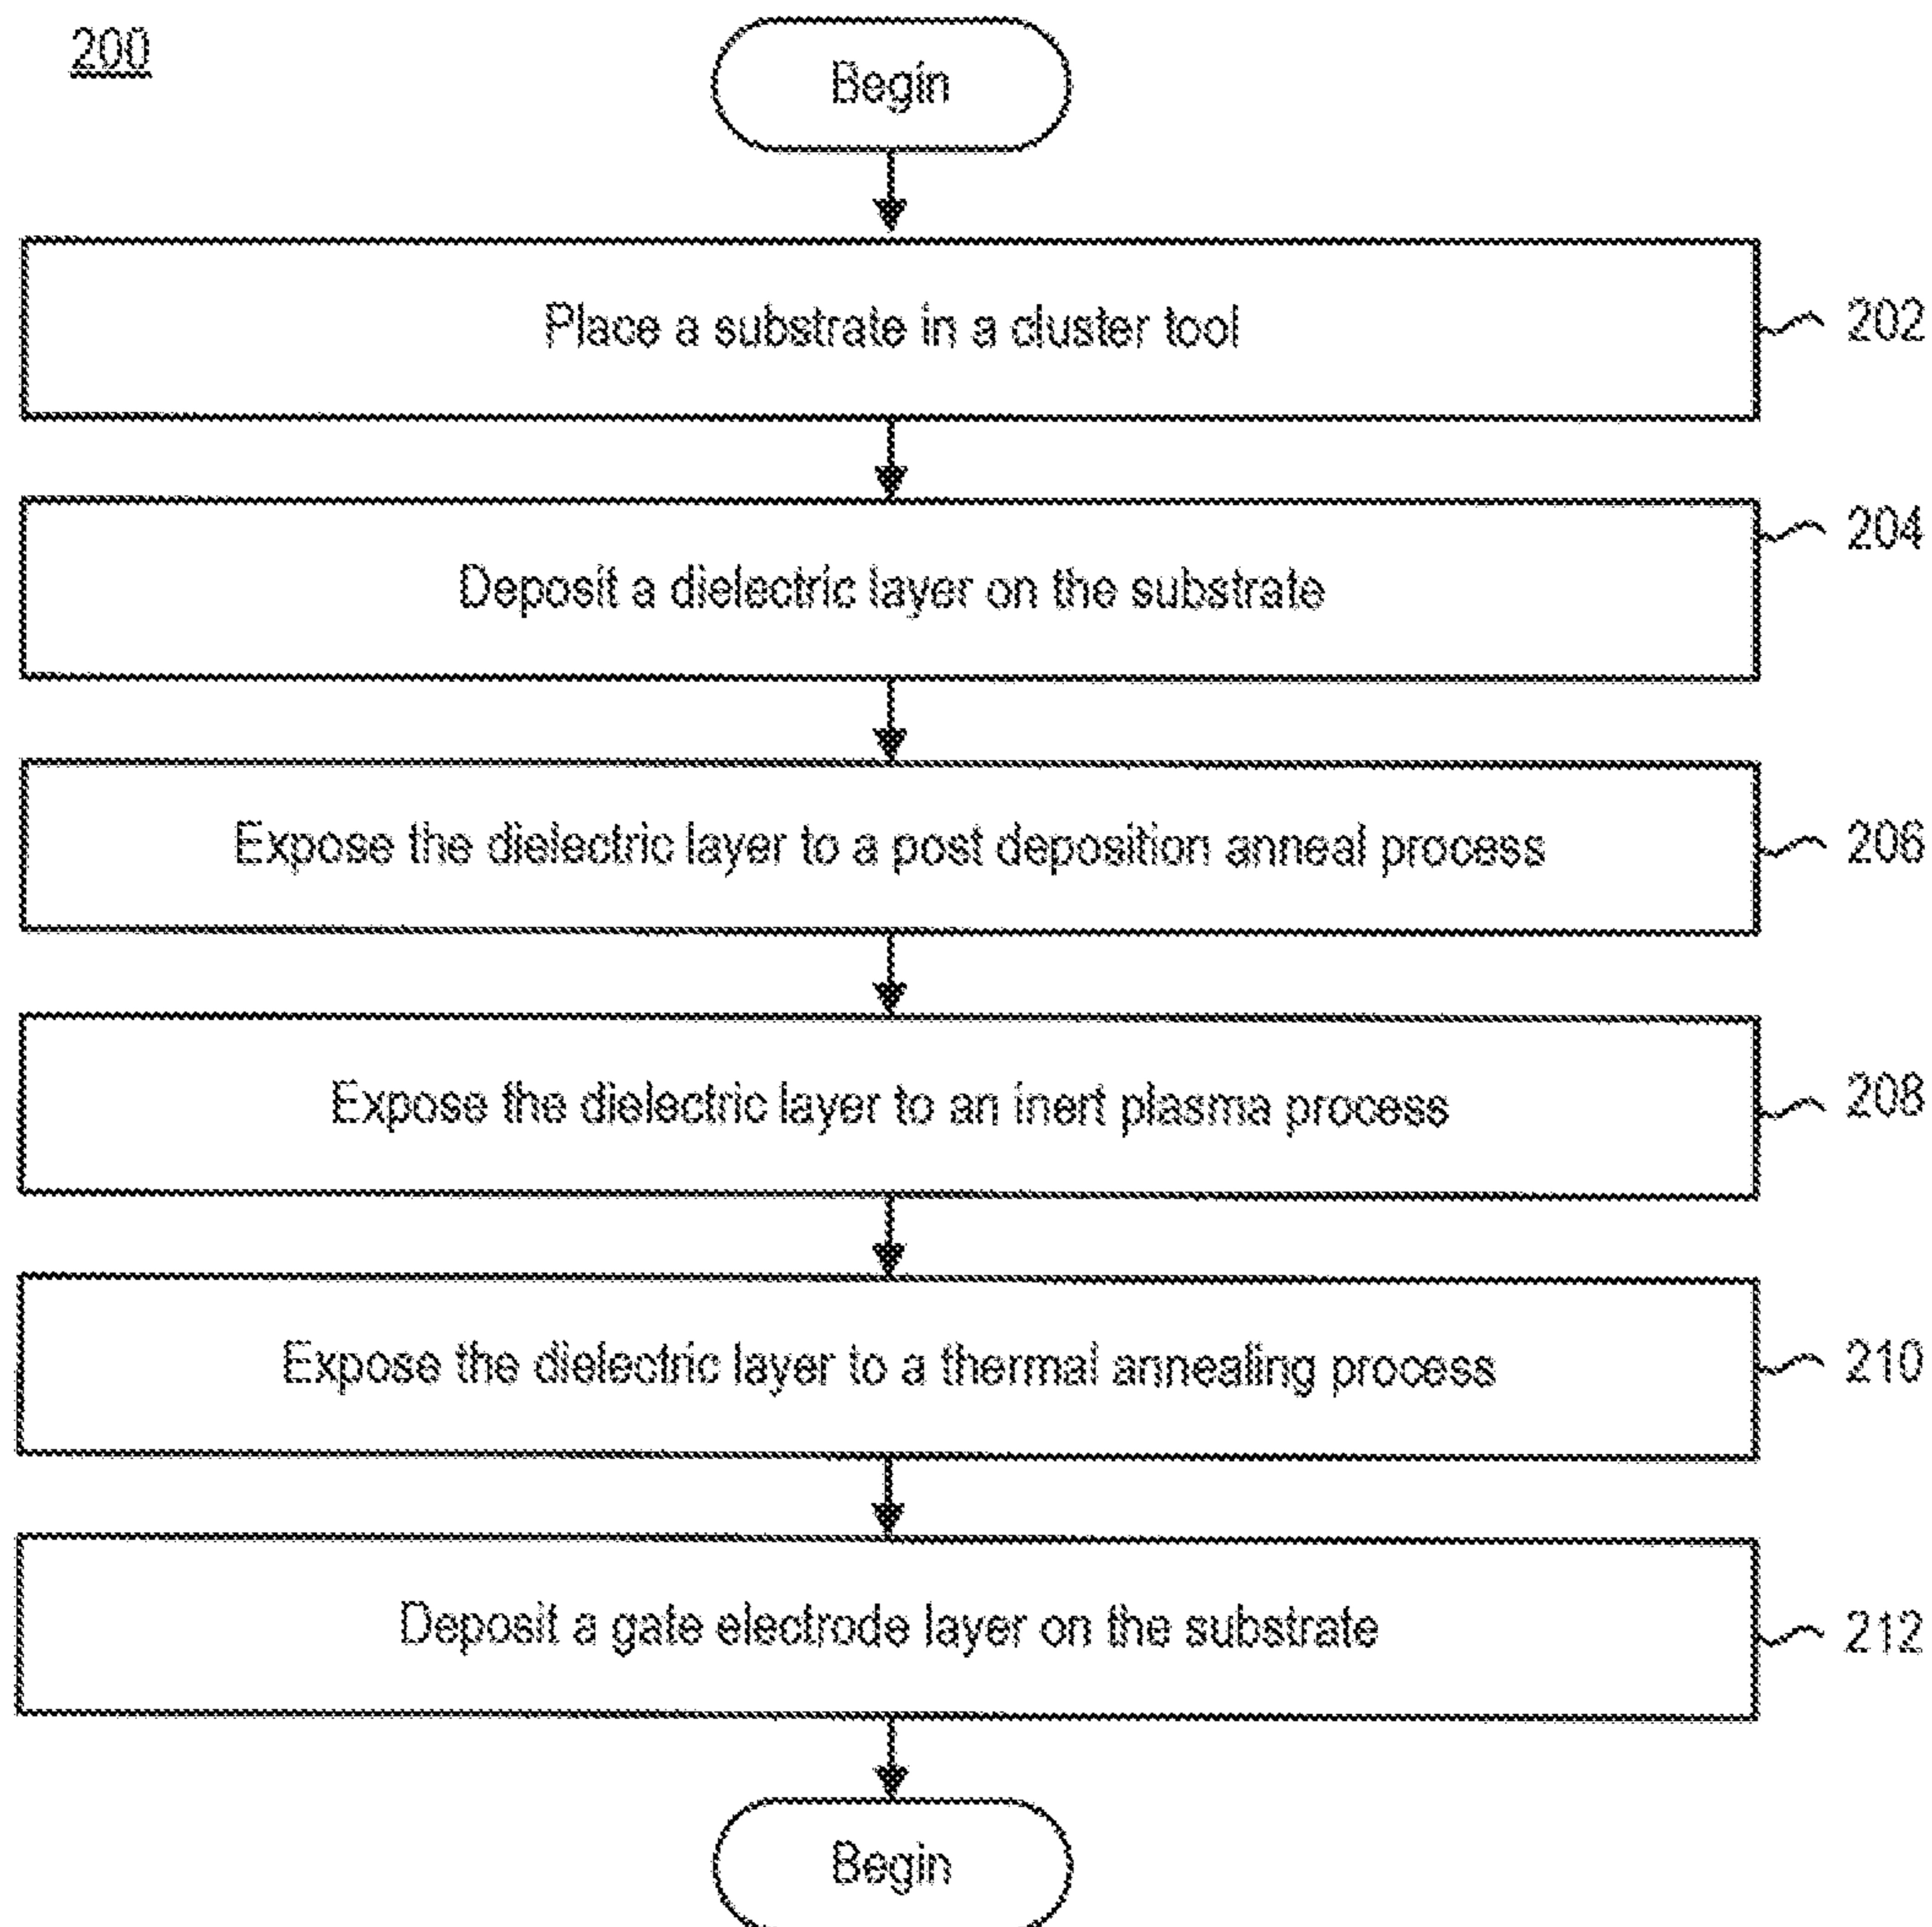 200
Begin
Place a substrate in a cluster tool
202
Deposit a dielectric layer on the substrate
204
Expose the dielectric layer to a post deposition anneal process
206
Expose the dielectric layer to an inert plasma process
208
Expose the dielectric layer to a thermal annealing process
210
Deposit a gate electrode layer on the substrate
212
Begin